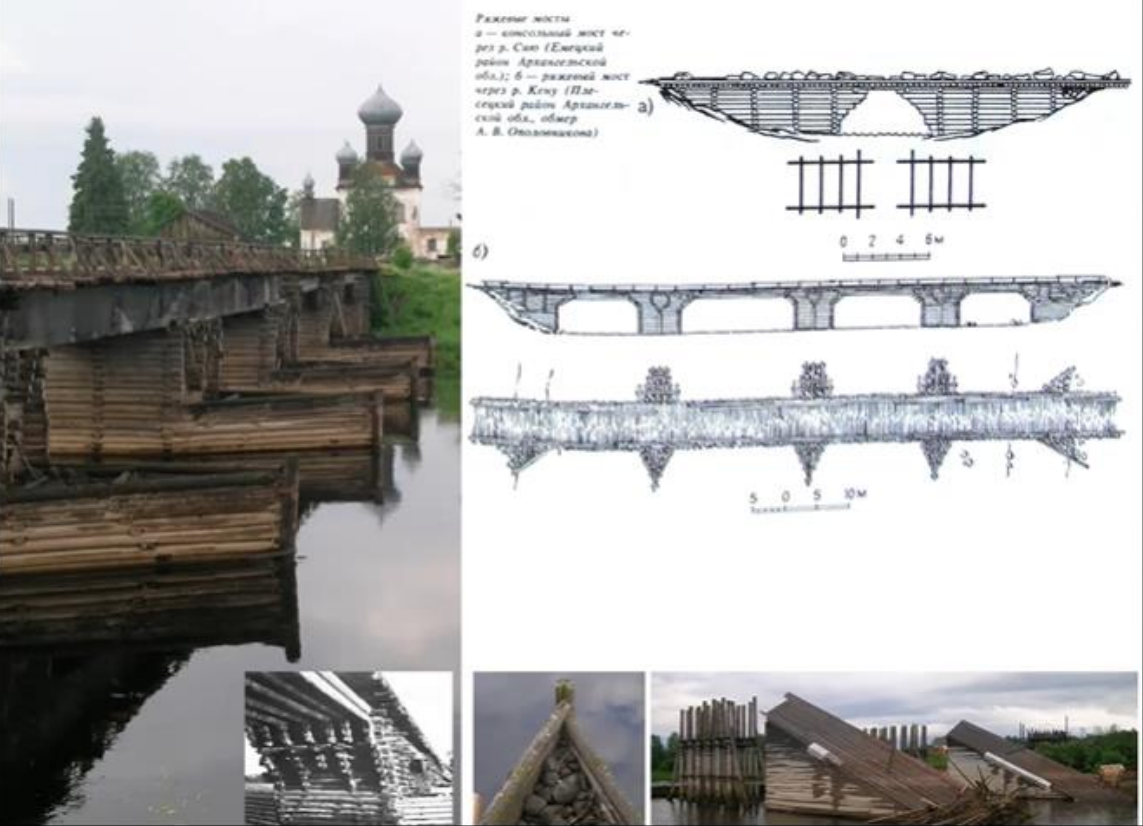 Ряжевые мосты
а — консольный мост че-
рез р. Сию (Емецкий
район Архангельской
обл.); б — ряжевый мост
через р. Кену (Пле-
сецкий район Архангель-
ской обл., обмер
А. В. Ополовникова)
а)
0 2 4 6м
б)
5 0 5 10м